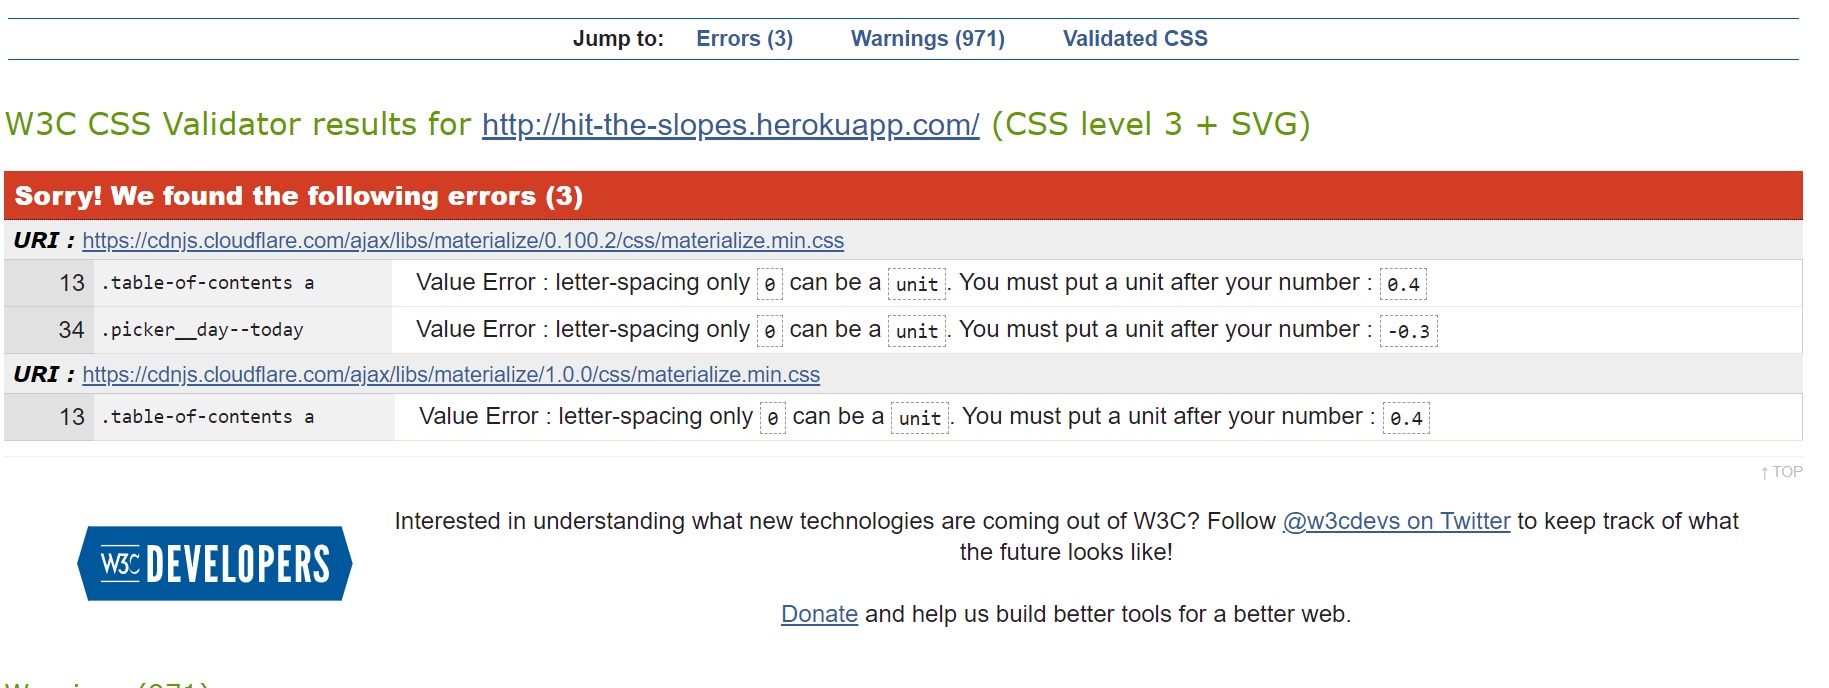 Jump to: Errors (3) Warnings (971) Validated CSS
W3C CSS Validator results for http://hit-the-slopes.herokuapp.com/ (CSS level 3 + SVG)
Sorry! We found the following errors (3)
URI : https://cdnjs.cloudflare.com/ajax/libs/materialize/0.100.2/css/materialize.min.css
13 .table-of-contents a Value Error : letter-spacing only 0 can be a unit. You must put a unit after your number : 0.4
34 .picker__day--today Value Error : letter-spacing only 0 can be a unit. You must put a unit after your number : -0.3
URI : https://cdnjs.cloudflare.com/ajax/libs/materialize/1.0.0/css/materialize.min.css
13 .table-of-contents a Value Error : letter-spacing only 0 can be a unit. You must put a unit after your number : 0.4
↑ TOP
W3C DEVELOPERS
Interested in understanding what new technologies are coming out of W3C? Follow @w3cdevs on Twitter to keep track of what
the future looks like!
Donate and help us build better tools for a better web.